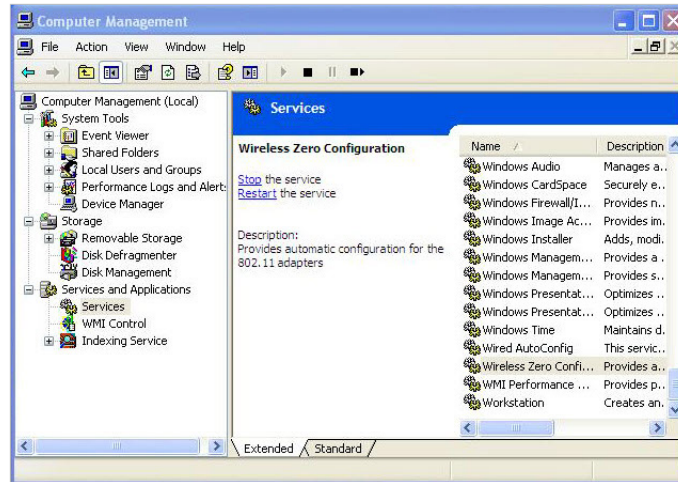 Computer Management
File Action View Window Help
Computer Management (Local)
System Tools
Event Viewer
Shared Folders
Local Users and Groups
Performance Logs and Alert:
Device Manager
Storage
Removable Storage
Disk Defragmenter
Disk Management
Services and Applications
Services
WMI Control
Indexing Service
Services
Wireless Zero Configuration
Stop the service
Restart the service
Description:
Provides automatic configuration for the
802.11 adapters
Name Description
Windows Audio Manages a..
Windows CardSpace Securely e..
Windows Firewall/I... Provides n..
Windows Image Ac... Provides im.
Windows Installer Adds, modi.
Windows Managem... Provides a .
Windows Managem... Provides s..
Windows Presentat... Optimizes ..
Windows Presentat... Optimizes ..
Windows Time Maintains d.
Wired AutoConfig This servic..
Wireless Zero Confi... Provides a..
WMI Performance ... Provides p..
Workstation Creates an.
Extended Standard